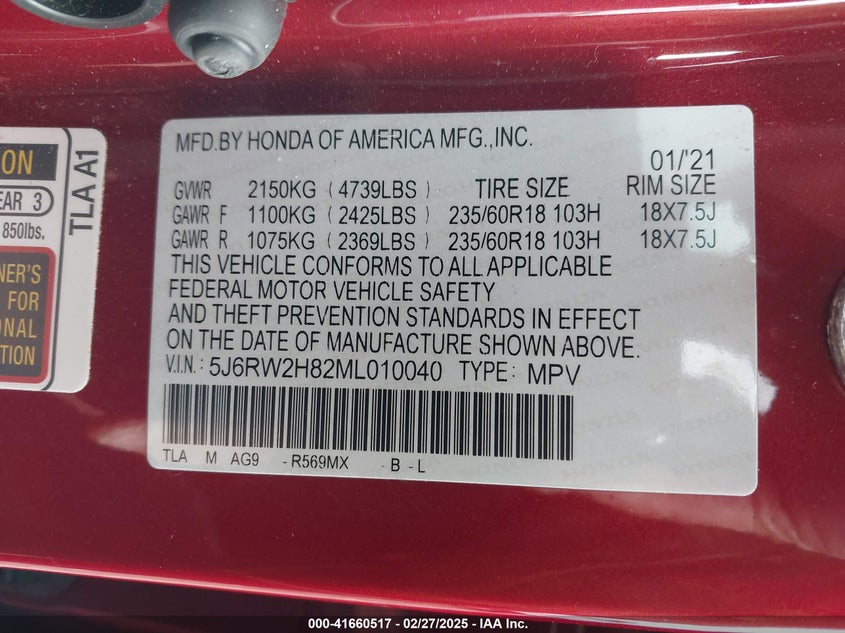 MFD.BY HONDA OF AMERICA MFG.,INC.
01/'21
GVWR 2150KG ( 4739LBS ) TIRE SIZE RIM SIZE
GAWR F 1100KG ( 2425LBS ) 235/60R18 103H 18X7.5J
GAWR R 1075KG ( 2369LBS ) 235/60R18 103H 18X7.5J
THIS VEHICLE CONFORMS TO ALL APPLICABLE
FEDERAL MOTOR VEHICLE SAFETY
AND THEFT PREVENTION STANDARDS IN EFFECT
ON THE DATE OF MANUFACTURE SHOWN ABOVE.
V.I.N.: 5J6RW2H82ML010040 TYPE: MPV
TLA M AG9 - R569MX - B - L
ON
EAR 3
850lbs.
NER'S
FOR
ONAL
TION
TLA A1
000-41660517 - 02/27/2025 - IAA Inc.